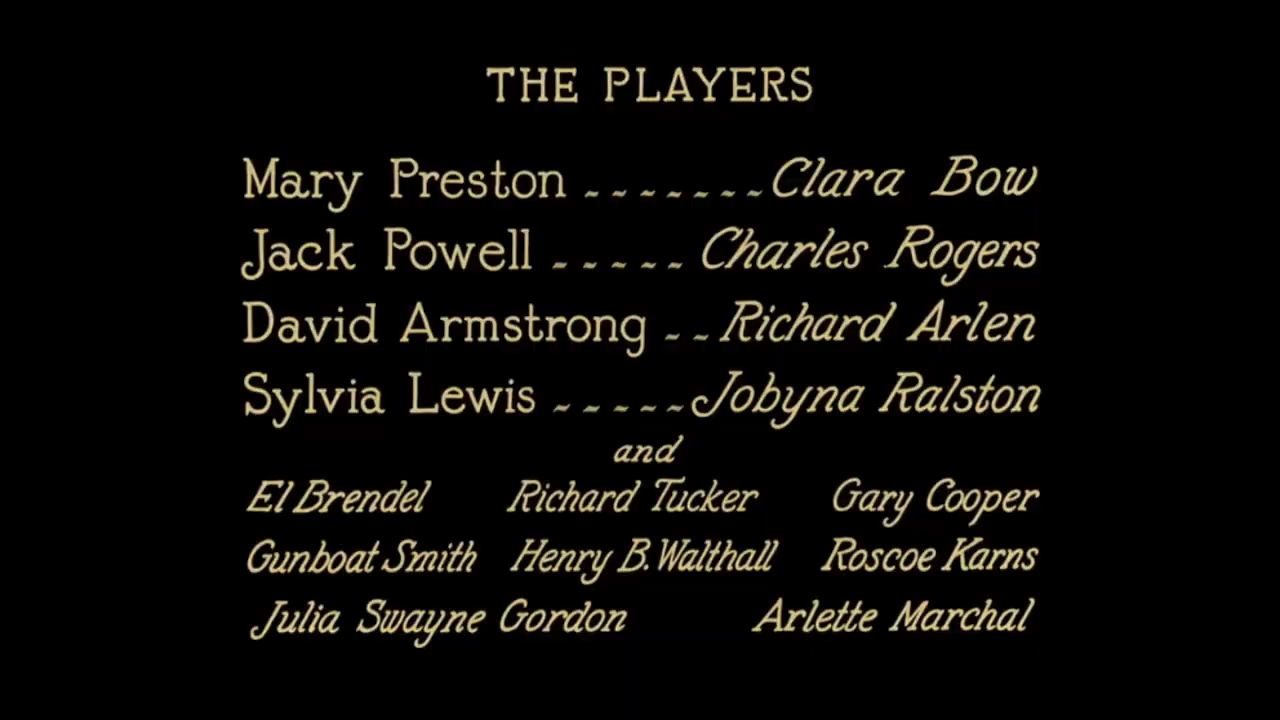 THE PLAYERS
Mary Preston - - - - - - - Clara Bow
Jack Powell - - - - - Charles Rogers
David Armstrong - - Richard Arlen
Sylvia Lewis - - - - - Jobyna Ralston
and
El Brendel Richard Tucker Gary Cooper
Gunboat Smith Henry B. Walthall Roscoe Karns
Julia Swayne Gordon Arlette Marchal